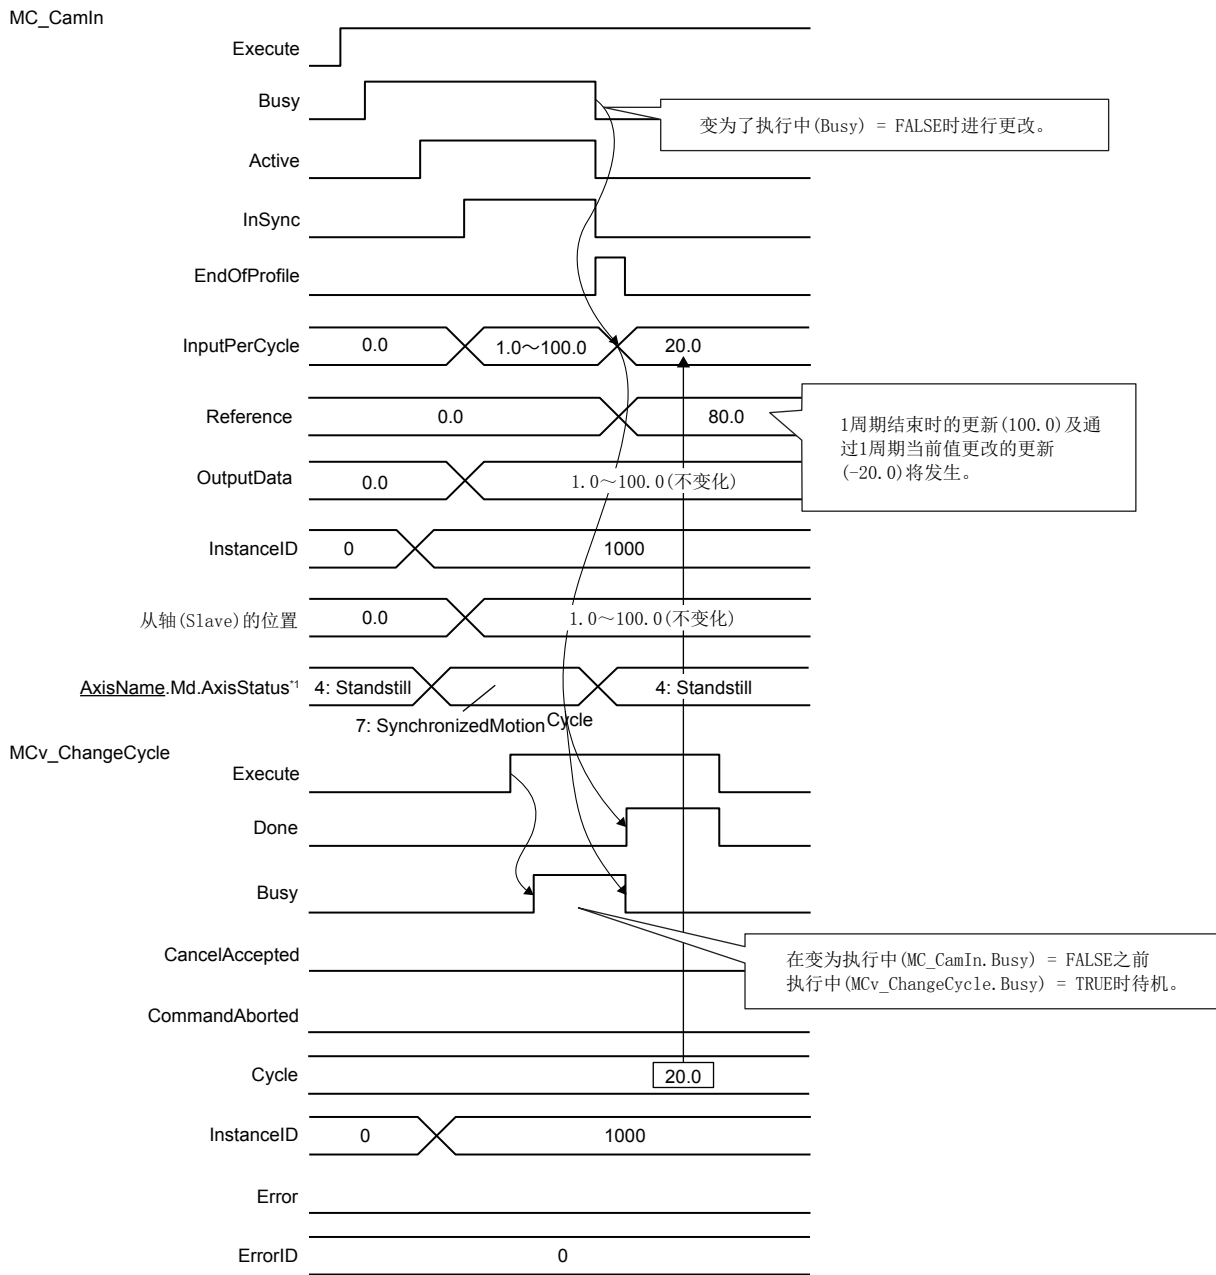 MC_CamIn
Execute
Busy
变为了执行中(Busy) = FALSE时进行更改。
Active
InSync
EndOfProfile
InputPerCycle 0.0 1.0～100.0 20.0
Reference 0.0 80.0
1周期结束时的更新(100.0)及通
过1周期当前值更改的更新
(-20.0)将发生。
OutputData 0.0 1.0～100.0(不变化)
InstanceID 0 1000
从轴(Slave)的位置 0.0 1.0～100.0(不变化)
AxisName.Md.AxisStatus*1 4: Standstill 4: Standstill
7: SynchronizedMotion Cycle
MCv_ChangeCycle
Execute
Done
Busy
CancelAccepted
在变为执行中(MC_CamIn.Busy) = FALSE之前
执行中(MCv_ChangeCycle.Busy) = TRUE时待机。
CommandAborted
Cycle 20.0
InstanceID 0 1000
Error
ErrorID 0